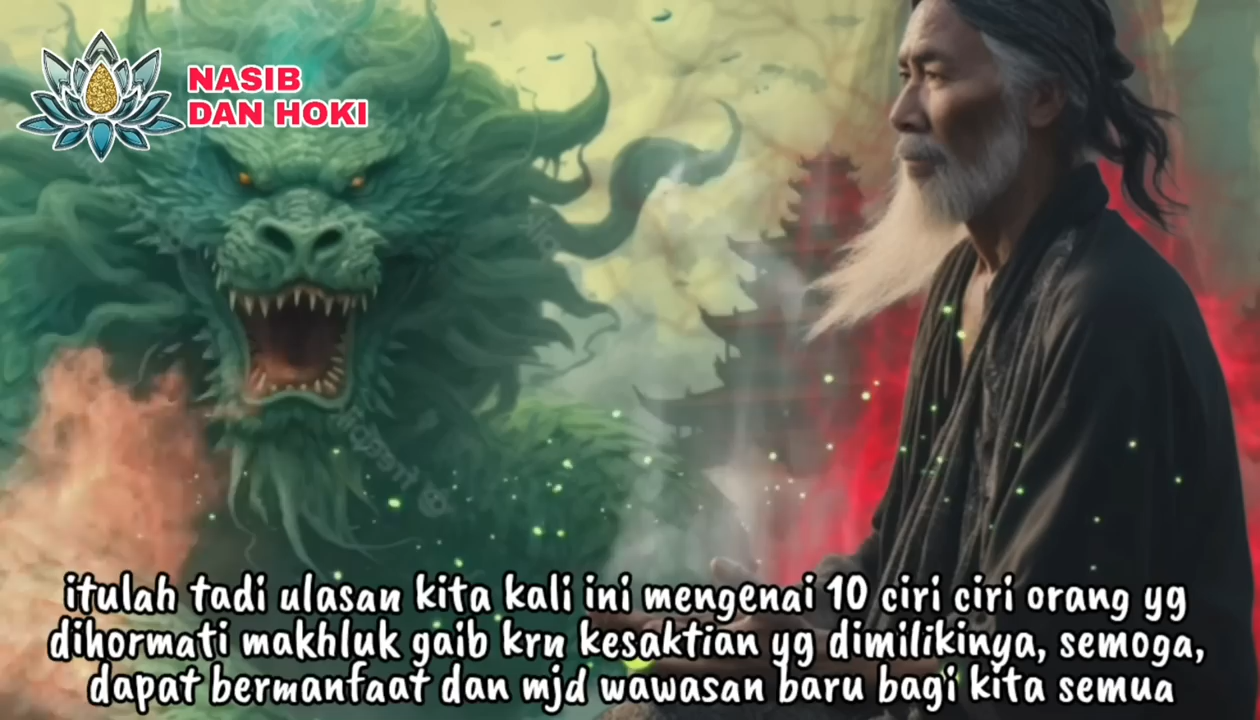 NASIB
DAN HOKI
itulah tadi ulasan kita kali ini mengenai 10 ciri ciri orang yg
dihormati makhluk gaib krn kesaktian yg dimilikinya, semoga,
dapat bermanfaat dan mjd wawasan baru bagi kita semua